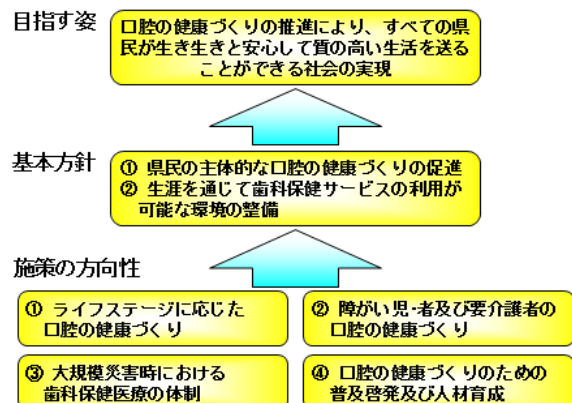 目指す姿
口腔の健康づくりの推進により、すべての県
民が生き生きと安心して質の高い生活を送る
ことができる社会の実現
基本方針
① 県民の主体的な口腔の健康づくりの促進
② 生涯を通じて歯科保健サービスの利用が
可能な環境の整備
施策の方向性
① ライフステージに応じた
口腔の健康づくり
② 障がい児・者及び要介護者の
口腔の健康づくり
③ 大規模災害時における
歯科保健医療の体制
④ 口腔の健康づくりのための
普及啓発及び人材育成